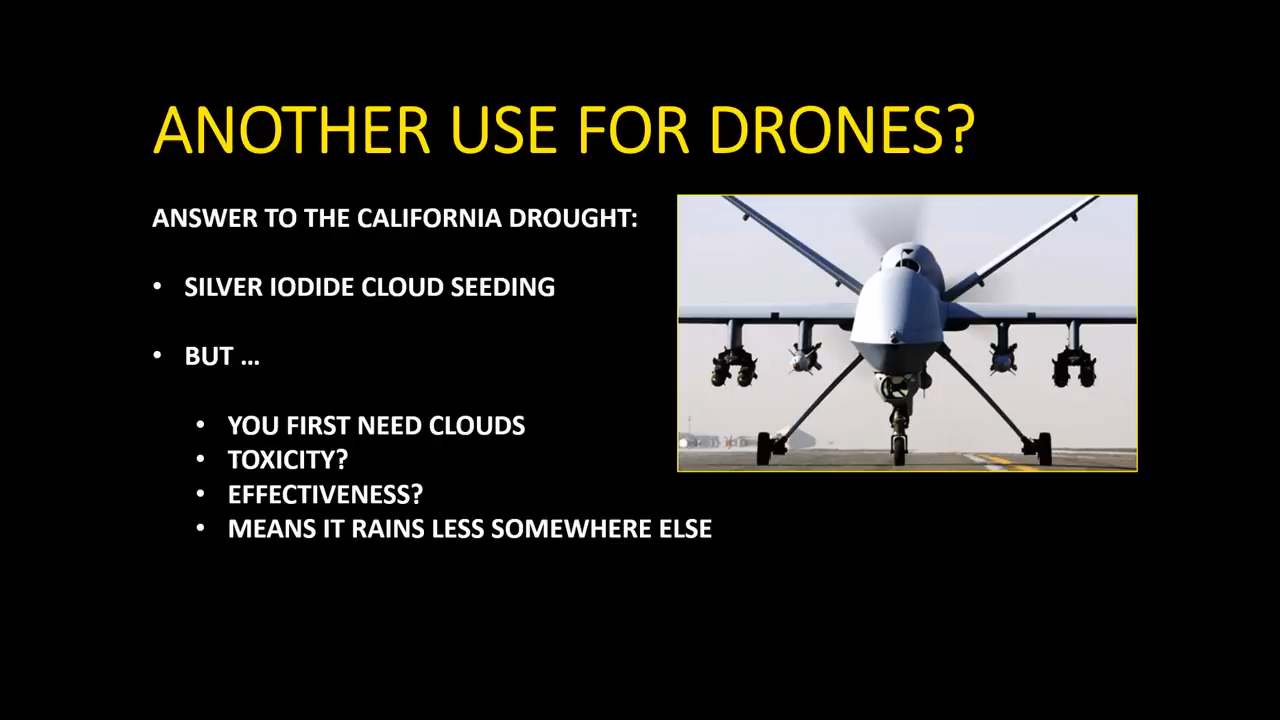 ANOTHER USE FOR DRONES?
ANSWER TO THE CALIFORNIA DROUGHT:
• SILVER IODIDE CLOUD SEEDING
• BUT …
• YOU FIRST NEED CLOUDS
• TOXICITY?
• EFFECTIVENESS?
• MEANS IT RAINS LESS SOMEWHERE ELSE